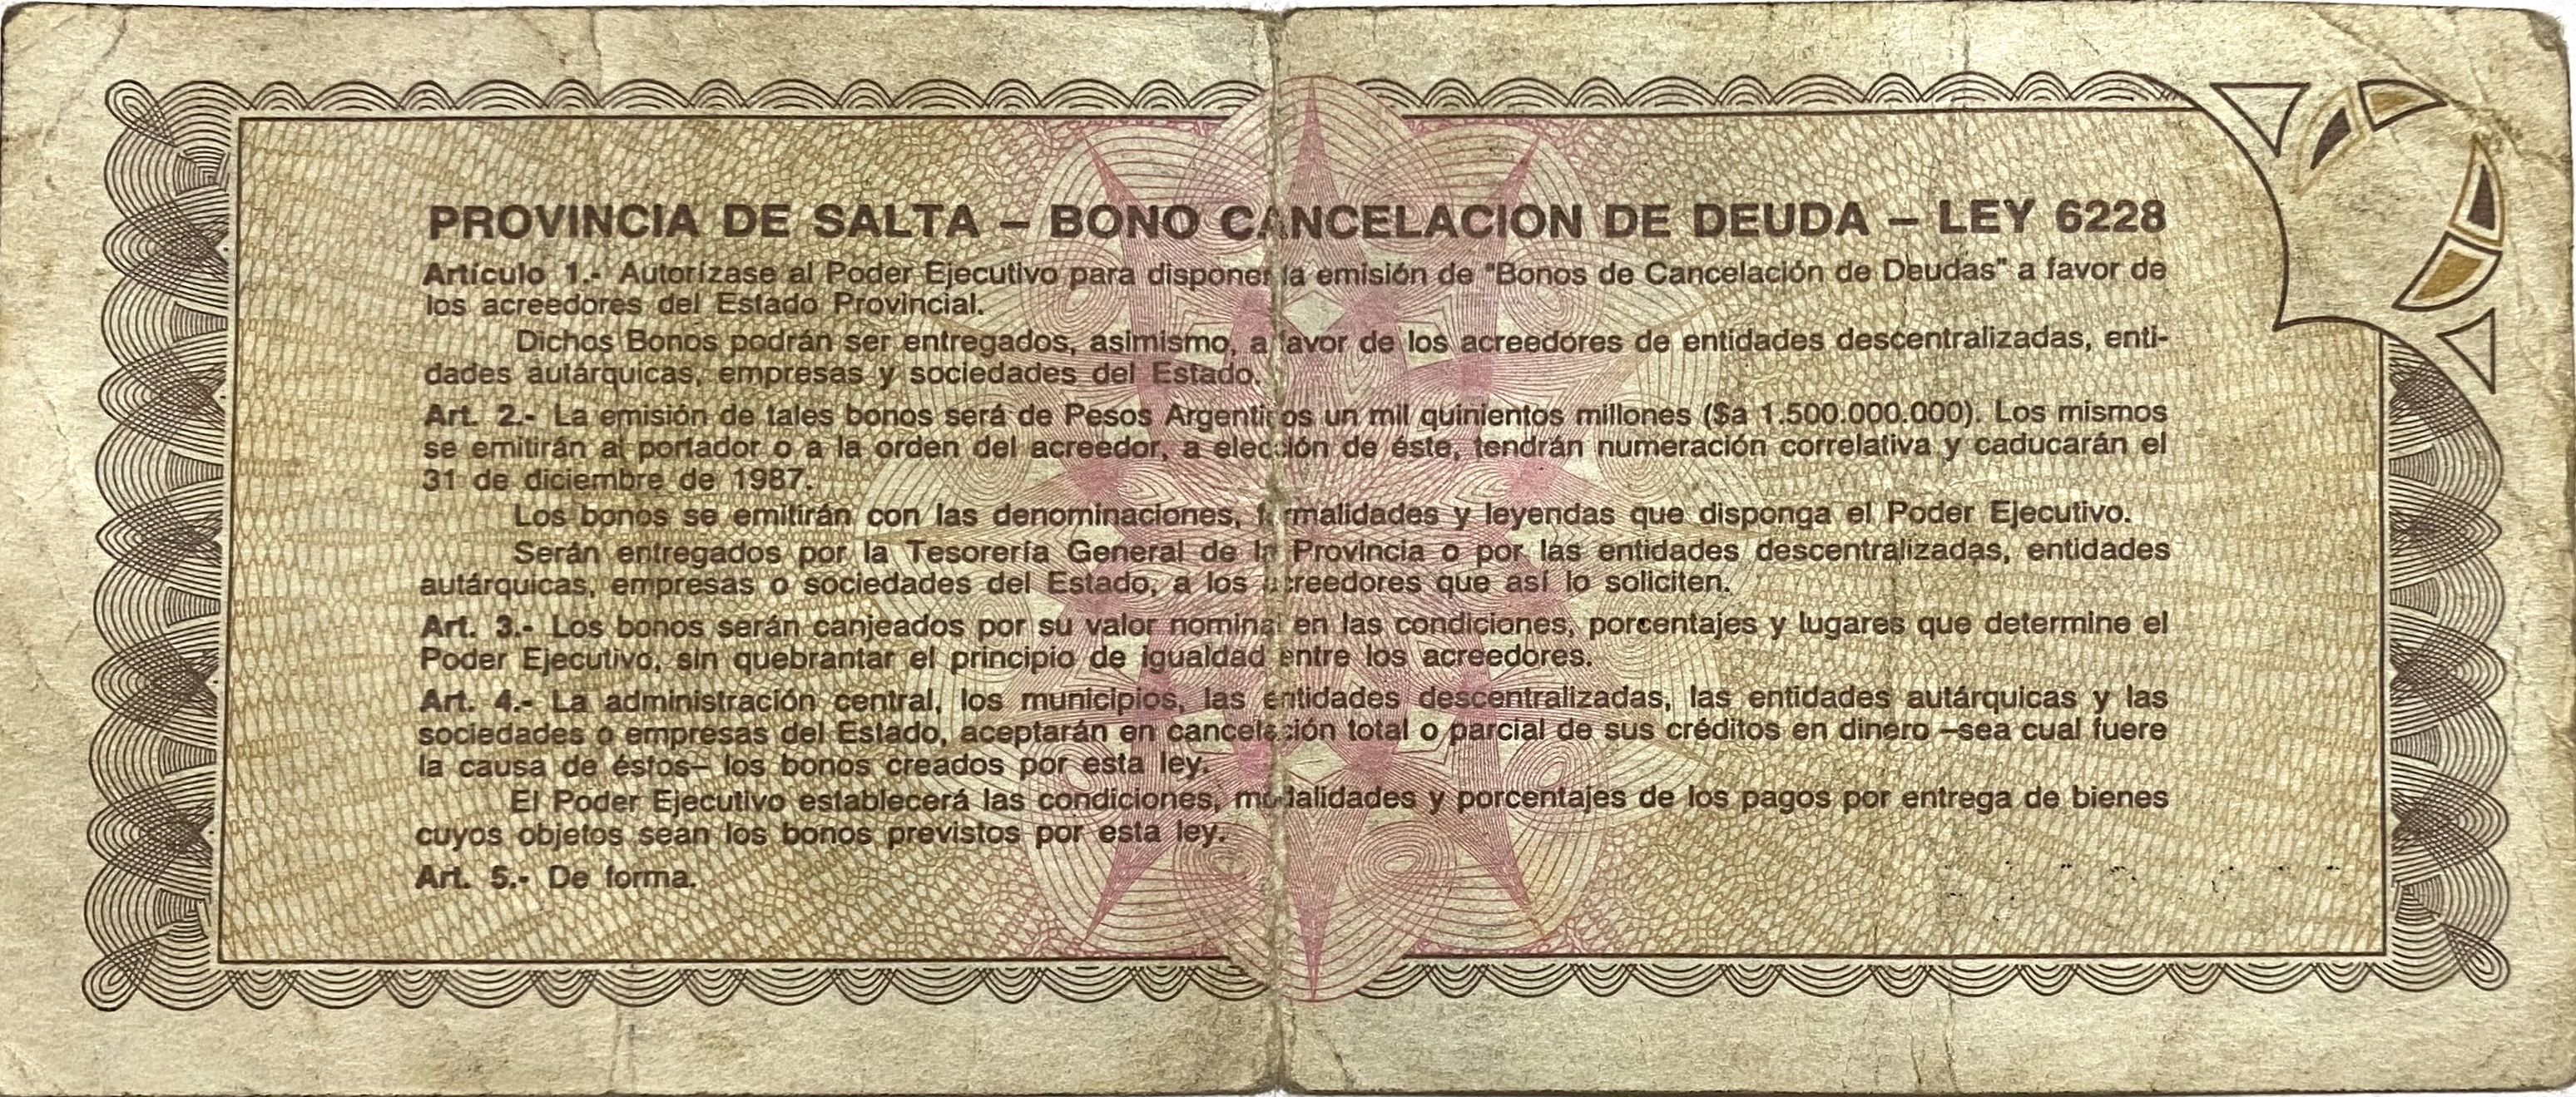 PROVINCIA DE SALTA – BONO CANCELACION DE DEUDA – LEY 6228
Artículo 1.- Autorízase al Poder Ejecutivo para disponer la emisión de "Bonos de Cancelación de Deudas" a favor de
los acreedores del Estado Provincial.
Dichos Bonos podrán ser entregados, asimismo, a favor de los acreedores de entidades descentralizadas, enti-
dades autárquicas, empresas y sociedades del Estado.
Art. 2.- La emisión de tales bonos será de Pesos Argentinos un mil quinientos millones ($a 1.500.000.000). Los mismos
se emitirán al portador o a la orden del acreedor, a elección de éste, tendrán numeración correlativa y caducarán el
31 de diciembre de 1987.
Los bonos se emitirán con las denominaciones, formalidades y leyendas que disponga el Poder Ejecutivo.
Serán entregados por la Tesorería General de la Provincia o por las entidades descentralizadas, entidades
autárquicas, empresas o sociedades del Estado, a los acreedores que así lo soliciten.
Art. 3.- Los bonos serán canjeados por su valor nominal en las condiciones, porcentajes y lugares que determine el
Poder Ejecutivo, sin quebrantar el principio de igualdad entre los acreedores.
Art. 4.- La administración central, los municipios, las entidades descentralizadas, las entidades autárquicas y las
sociedades o empresas del Estado, aceptarán en cancelación total o parcial de sus créditos en dinero –sea cual fuere
la causa de éstos– los bonos creados por esta ley.
El Poder Ejecutivo establecerá las condiciones, modalidades y porcentajes de los pagos por entrega de bienes
cuyos objetos sean los bonos previstos por esta ley.
Art. 5.- De forma.